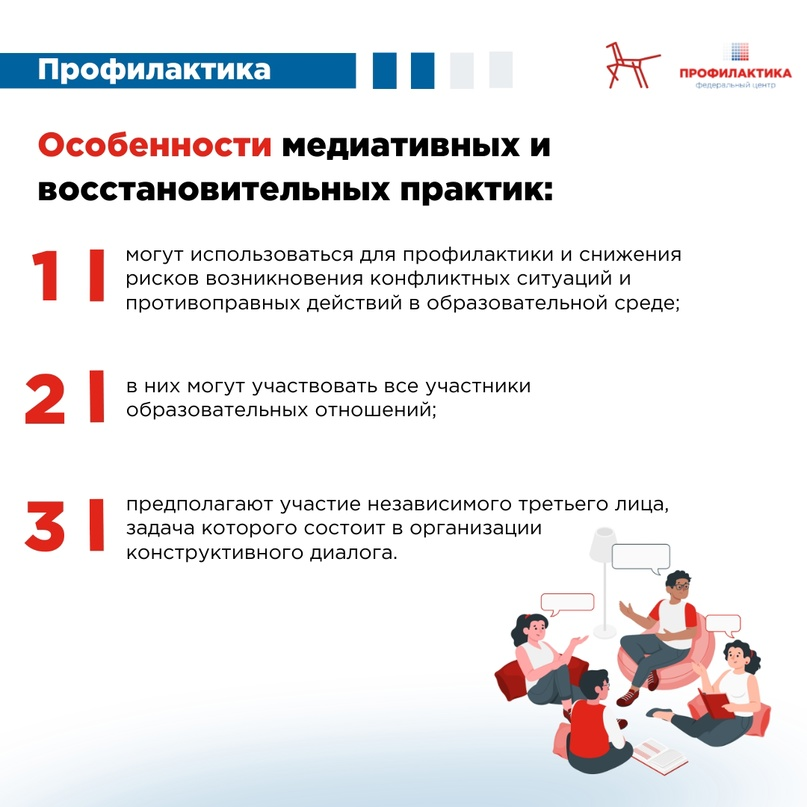 Профилактика
ПРОФИЛАКТИКА
федеральный центр
Особенности медиативных и
восстановительных практик:
1
могут использоваться для профилактики и снижения
рисков возникновения конфликтных ситуаций и
противоправных действий в образовательной среде;
2
в них могут участвовать все участники
образовательных отношений;
3
предполагают участие независимого третьего лица,
задача которого состоит в организации
конструктивного диалога.